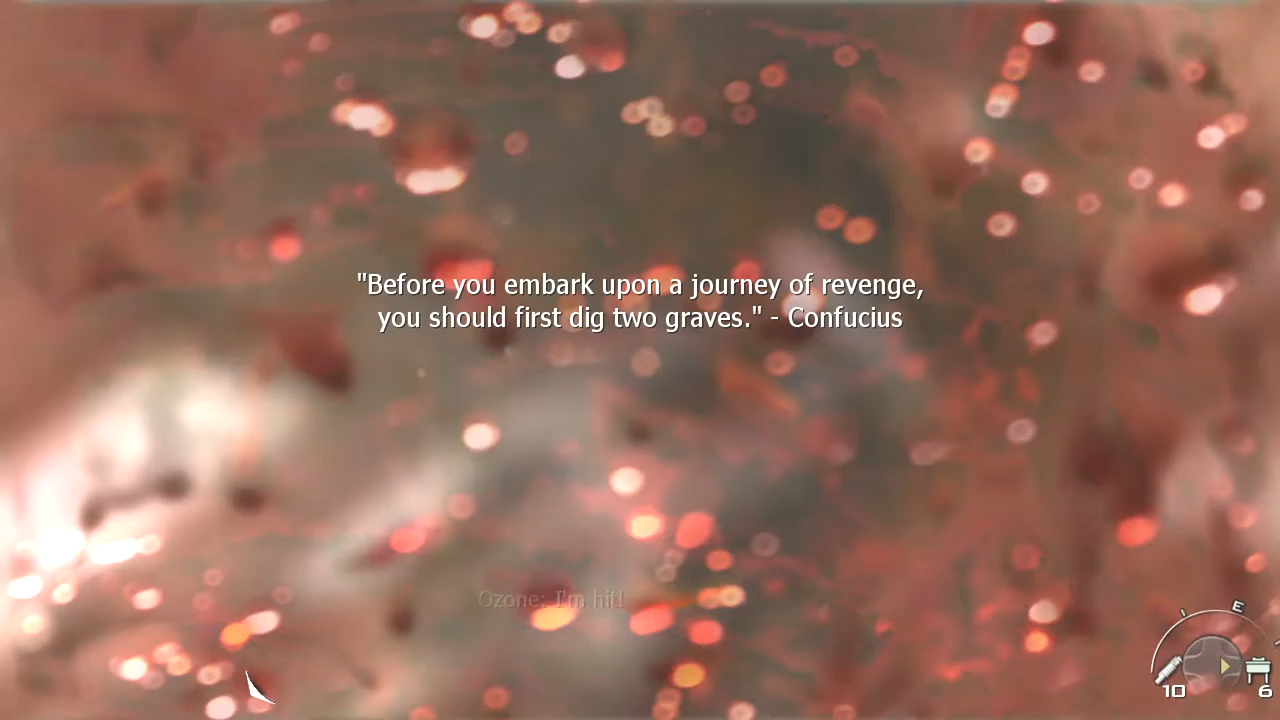 "Before you embark upon a journey of revenge,
you should first dig two graves." - Confucius
Ozone: I'm hit!
E
10
6